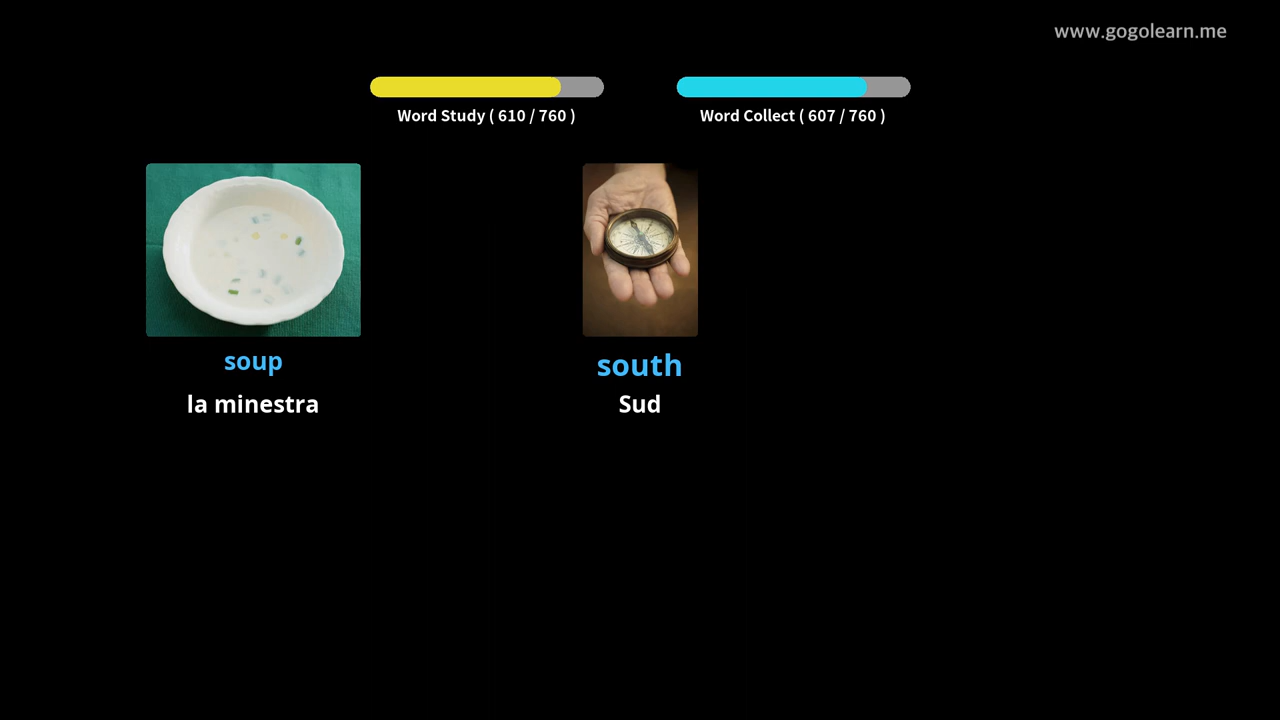 www.gogolearn.me
Word Study ( 610 / 760 )
Word Collect ( 607 / 760 )
soup
la minestra
south
Sud